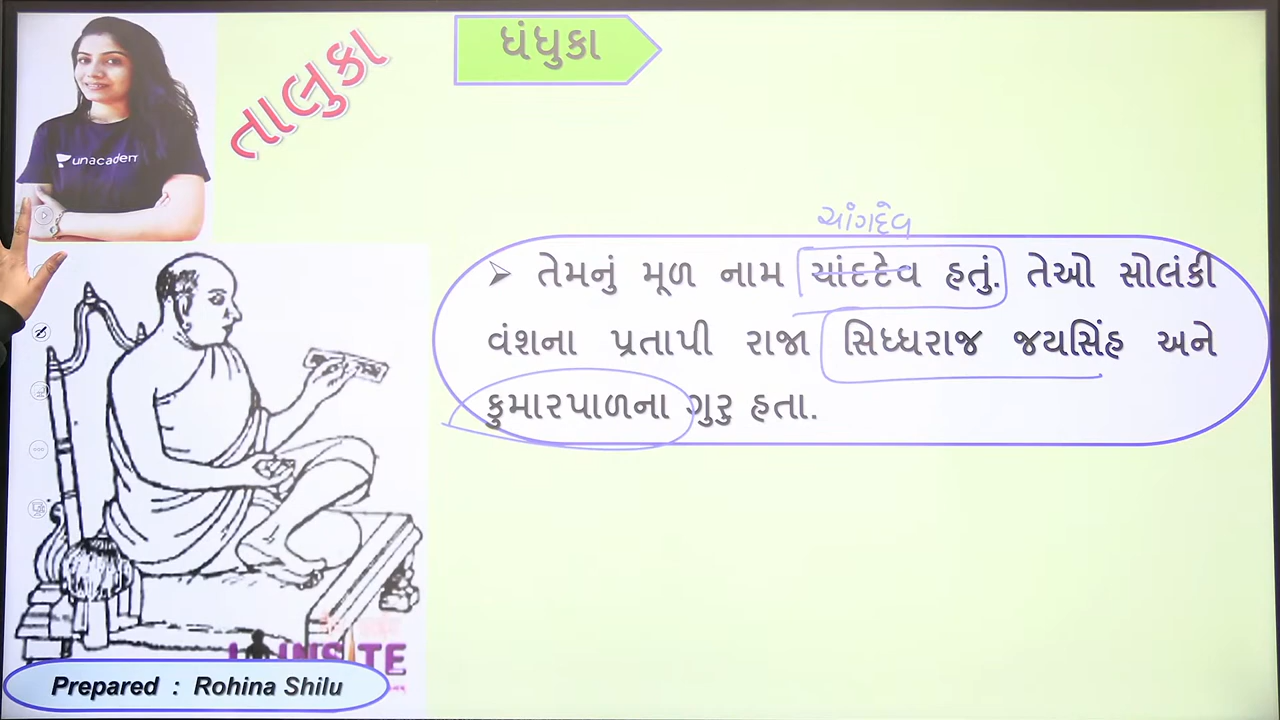 unacadem
તાલુકા
ધંધુકા
ચાંગદેવ
➢ તેમનું મૂળ નામ ચાંદદેવ હતું. તેઓ સોલંકી
વંશના પ્રતાપી રાજા સિધ્ધરાજ જયસિંહ અને
કુમારપાળના ગુરુ હતા.
Prepared : Rohina Shilu